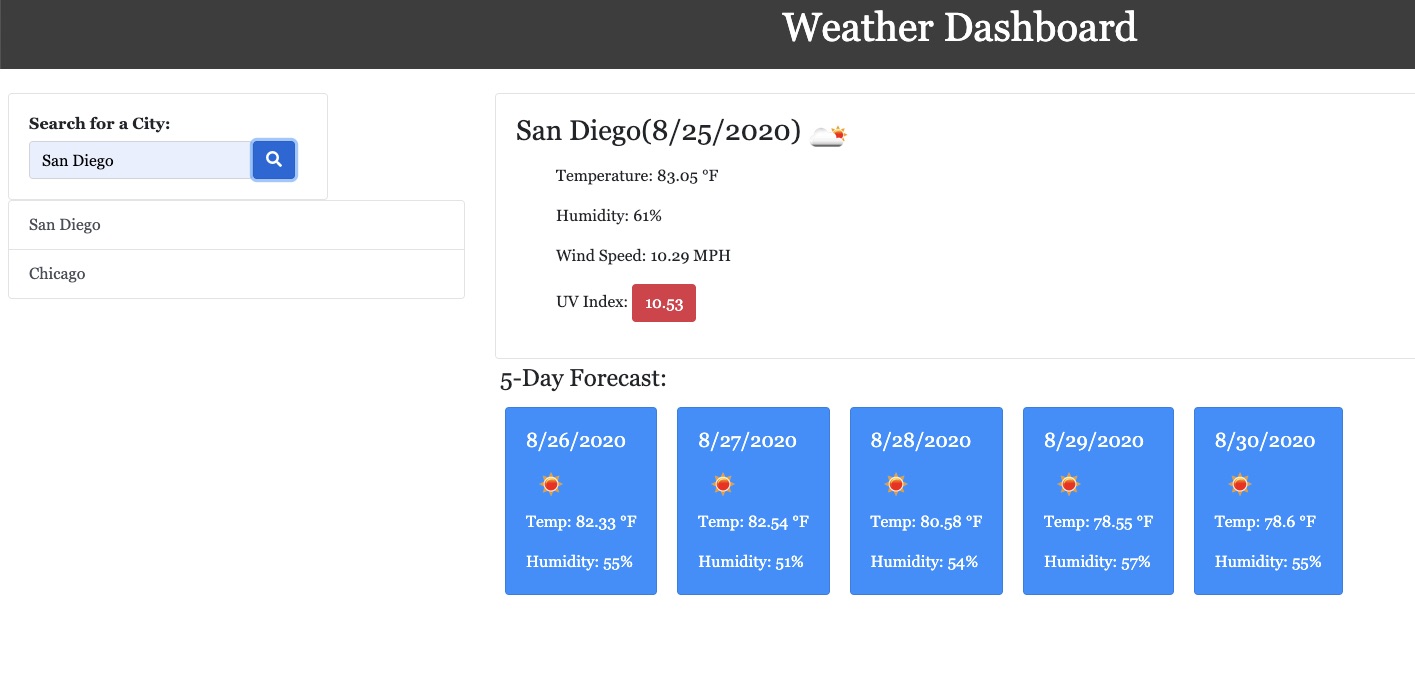 Weather Dashboard
Search for a City:
San Diego
San Diego
Chicago
San Diego(8/25/2020)
Temperature: 83.05 °F
Humidity: 61%
Wind Speed: 10.29 MPH
UV Index: 10.53
5-Day Forecast:
8/26/2020
Temp: 82.33 °F
Humidity: 55%
8/27/2020
Temp: 82.54 °F
Humidity: 51%
8/28/2020
Temp: 80.58 °F
Humidity: 54%
8/29/2020
Temp: 78.55 °F
Humidity: 57%
8/30/2020
Temp: 78.6 °F
Humidity: 55%